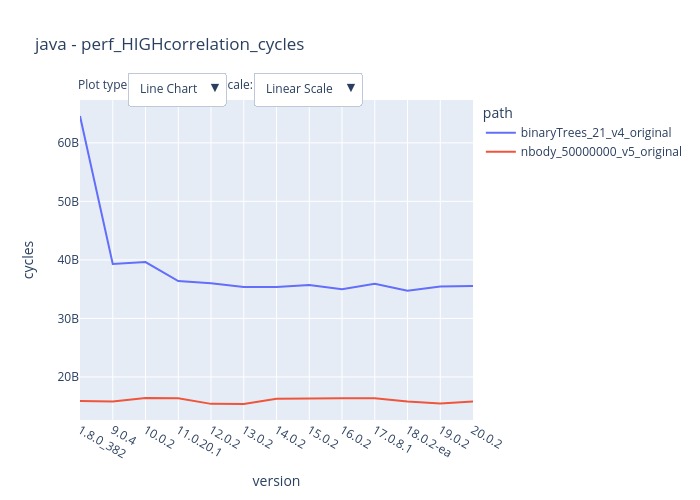 java - perf_HIGHcorrelation_cycles
Plot type Line Chart ▼ cale: Linear Scale ▼
path
binaryTrees_21_v4_original
nbody_50000000_v5_original
60B
50B
40B
30B
20B
cycles
1.8.0_382 9.0.4 10.0.2 11.0.20.1 12.0.2 13.0.2 14.0.2 15.0.2 16.0.2 17.0.8.1 18.0.2-ea 19.0.2 20.0.2
version